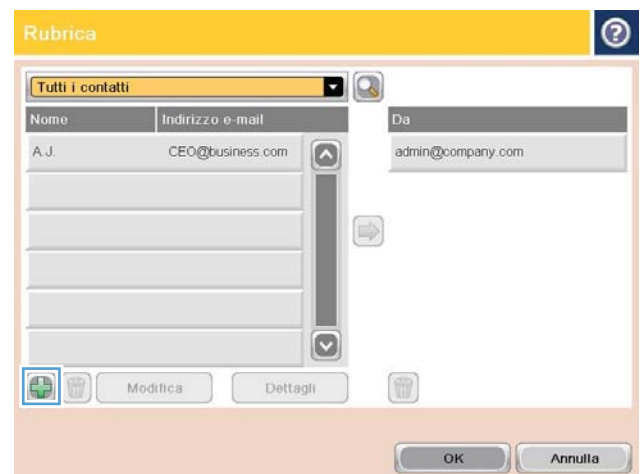 Rubrica
Tutti i contatti
Nome Indirizzo e-mail Da
A.J. CEO@business.com admin@company.com
Modifica Dettagli
OK Annulla